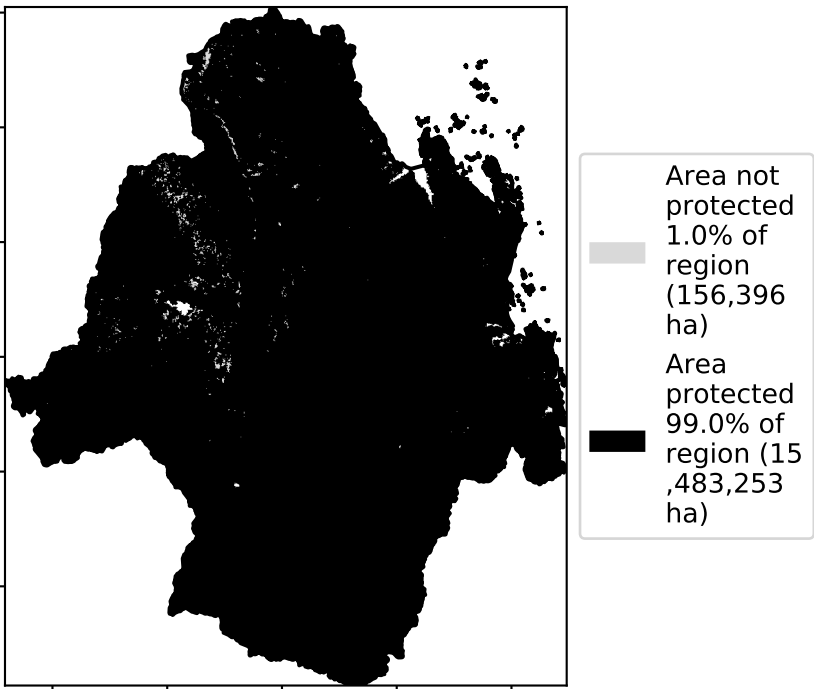 Area not
protected
1.0% of
region
(156,396
ha)
Area
protected
99.0% of
region (15
,483,253
ha)